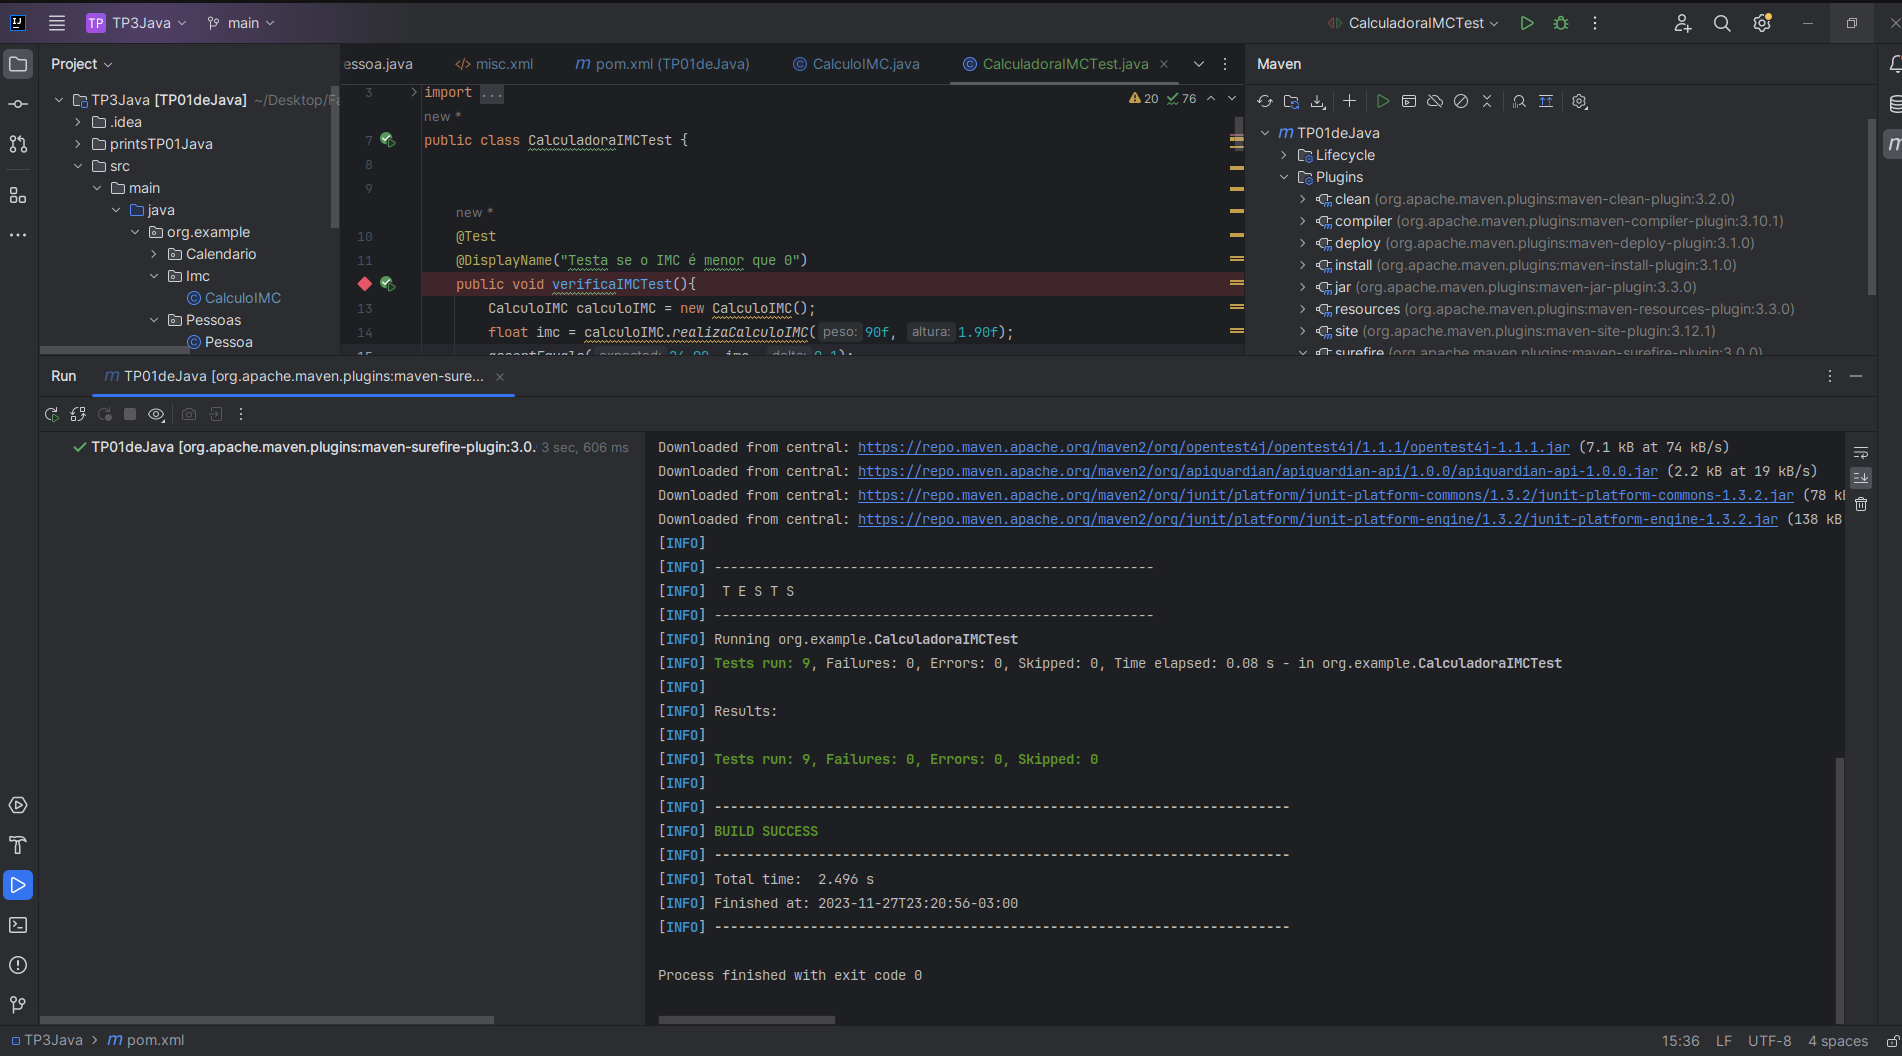 TP TP3Java main CalculadoraIMCTest
Project
TP3Java [TP01deJava] ~/Desktop/Fa
.idea
printsTP01Java
src
main
java
org.example
Calendario
Imc
CalculoIMC
Pessoas
Pessoa
essoa.java misc.xml pom.xml (TP01deJava) CalculoIMC.java CalculadoraIMCTest.java
20 76
3 import ...
new *
7 public class CalculadoraIMCTest {
8
9
new *
10 @Test
11 @DisplayName("Testa se o IMC é menor que 0")
public void verificaIMCTest(){
13 CalculoIMC calculoIMC = new CalculoIMC();
14 float imc = calculoIMC.realizaCalculoIMC( peso: 90f, altura: 1.90f);
Maven
TP01deJava
Lifecycle
Plugins
clean (org.apache.maven.plugins:maven-clean-plugin:3.2.0)
compiler (org.apache.maven.plugins:maven-compiler-plugin:3.10.1)
deploy (org.apache.maven.plugins:maven-deploy-plugin:3.1.0)
install (org.apache.maven.plugins:maven-install-plugin:3.1.0)
jar (org.apache.maven.plugins:maven-jar-plugin:3.3.0)
resources (org.apache.maven.plugins:maven-resources-plugin:3.3.0)
site (org.apache.maven.plugins:maven-site-plugin:3.12.1)
surefire (org.apache.maven.plugins:maven-surefire-plugin:3.0.0)
Run TP01deJava [org.apache.maven.plugins:maven-sure...
TP01deJava [org.apache.maven.plugins:maven-surefire-plugin:3.0. 3 sec, 606 ms
Downloaded from central: https://repo.maven.apache.org/maven2/org/opentest4j/opentest4j/1.1.1/opentest4j-1.1.1.jar (7.1 kB at 74 kB/s)
Downloaded from central: https://repo.maven.apache.org/maven2/org/apiguardian/apiguardian-api/1.0.0/apiguardian-api-1.0.0.jar (2.2 kB at 19 kB/s)
Downloaded from central: https://repo.maven.apache.org/maven2/org/junit/platform/junit-platform-commons/1.3.2/junit-platform-commons-1.3.2.jar (78 kB
Downloaded from central: https://repo.maven.apache.org/maven2/org/junit/platform/junit-platform-engine/1.3.2/junit-platform-engine-1.3.2.jar (138 kB
[INFO]
[INFO] -------------------------------------------------------
[INFO]  T E S T S
[INFO] -------------------------------------------------------
[INFO] Running org.example.CalculadoraIMCTest
[INFO] Tests run: 9, Failures: 0, Errors: 0, Skipped: 0, Time elapsed: 0.08 s - in org.example.CalculadoraIMCTest
[INFO]
[INFO] Results:
[INFO]
[INFO] Tests run: 9, Failures: 0, Errors: 0, Skipped: 0
[INFO]
[INFO] ------------------------------------------------------------------------
[INFO] BUILD SUCCESS
[INFO] ------------------------------------------------------------------------
[INFO] Total time:  2.496 s
[INFO] Finished at: 2023-11-27T23:20:56-03:00
[INFO] ------------------------------------------------------------------------
Process finished with exit code 0
TP3Java > pom.xml
15:36 LF UTF-8 4 spaces